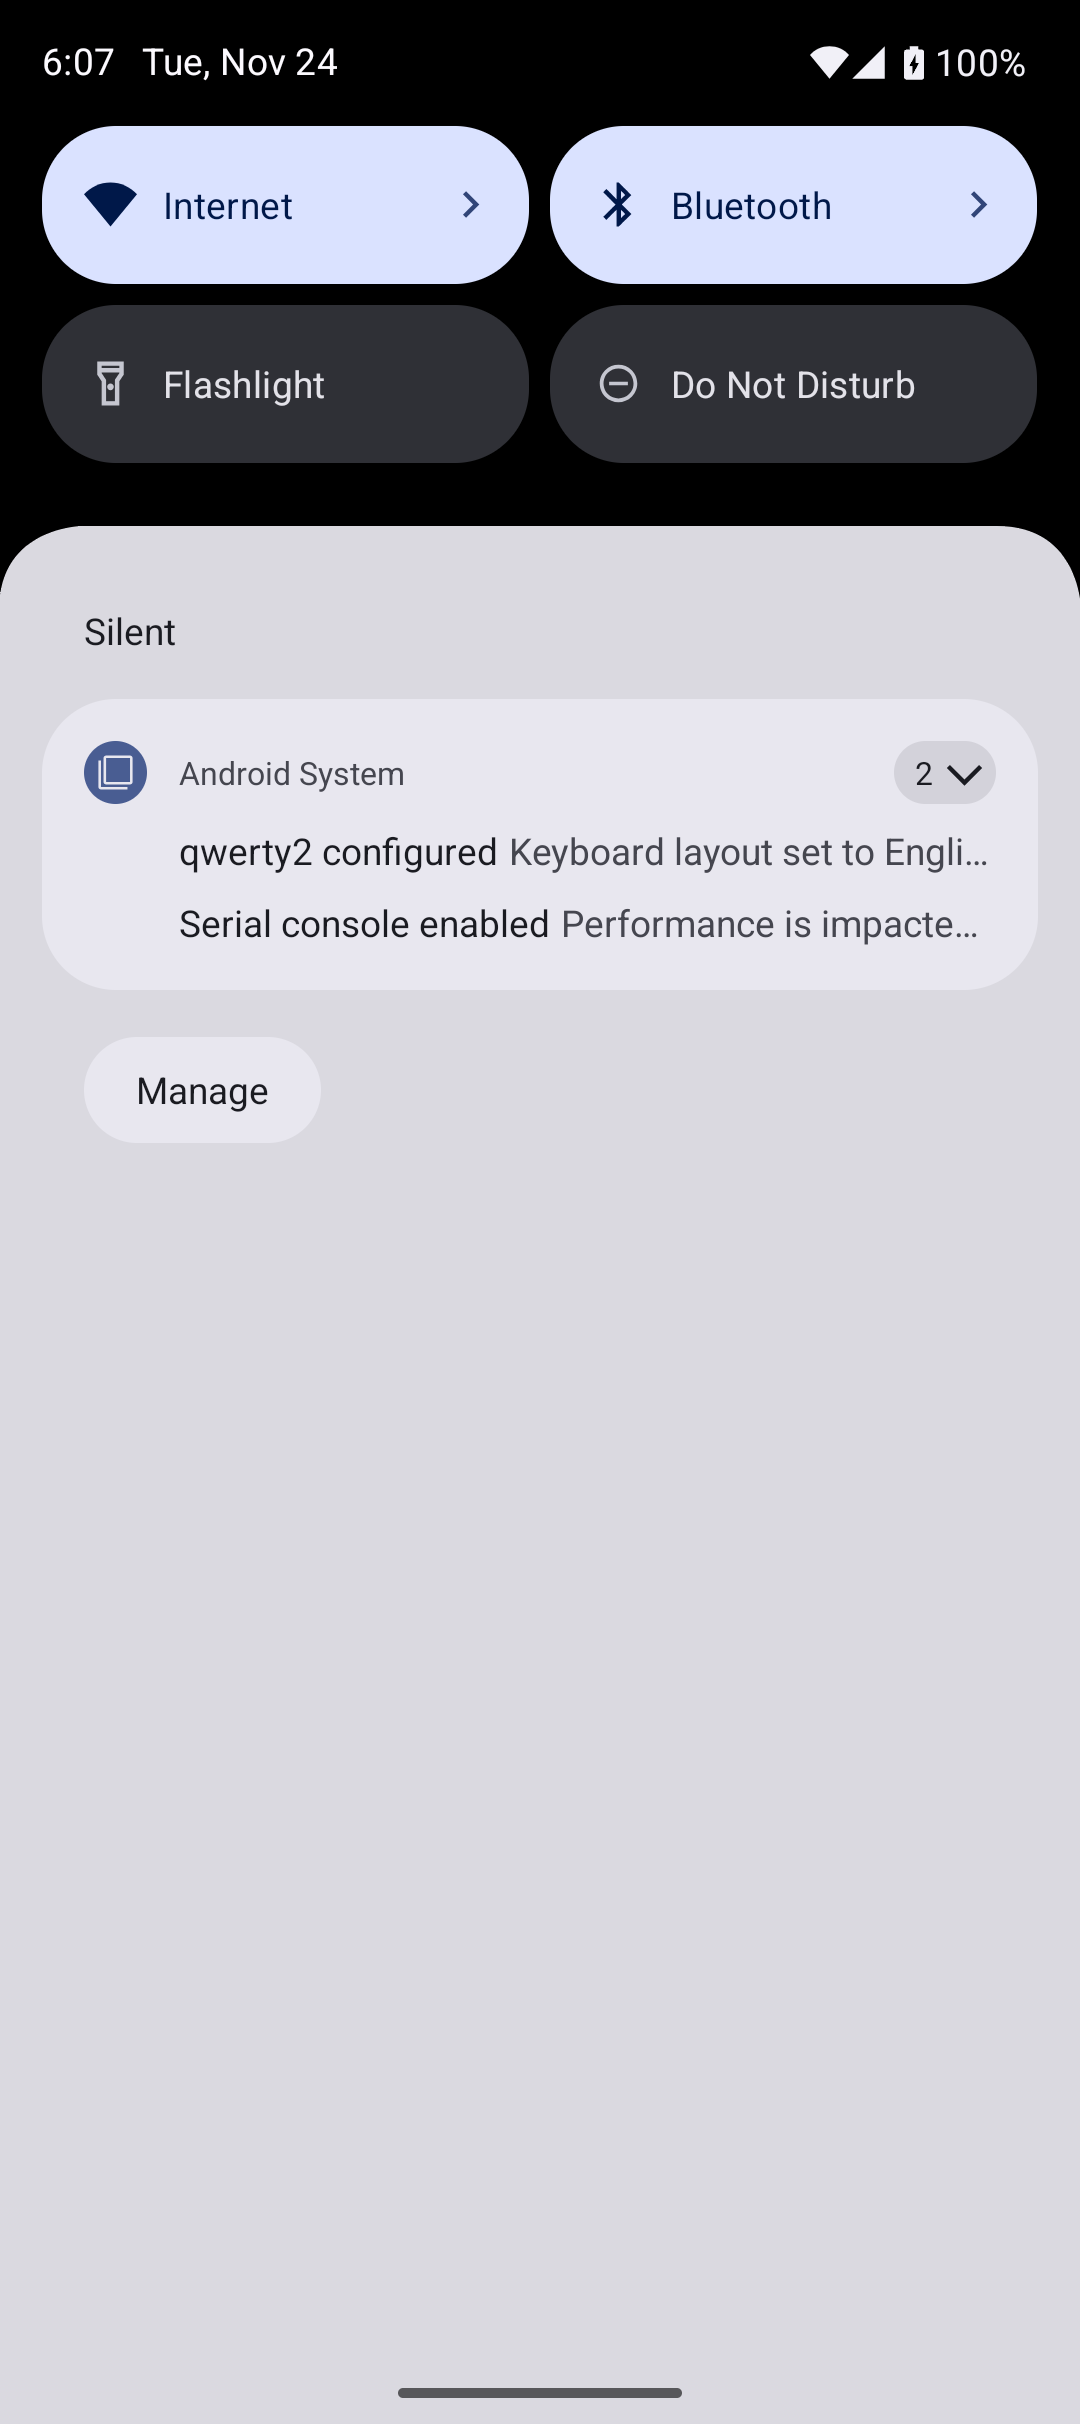 6:07 Tue, Nov 24 100%
Internet Bluetooth
Flashlight Do Not Disturb
Silent
Android System 2
qwerty2 configured Keyboard layout set to Engli…
Serial console enabled Performance is impacte…
Manage